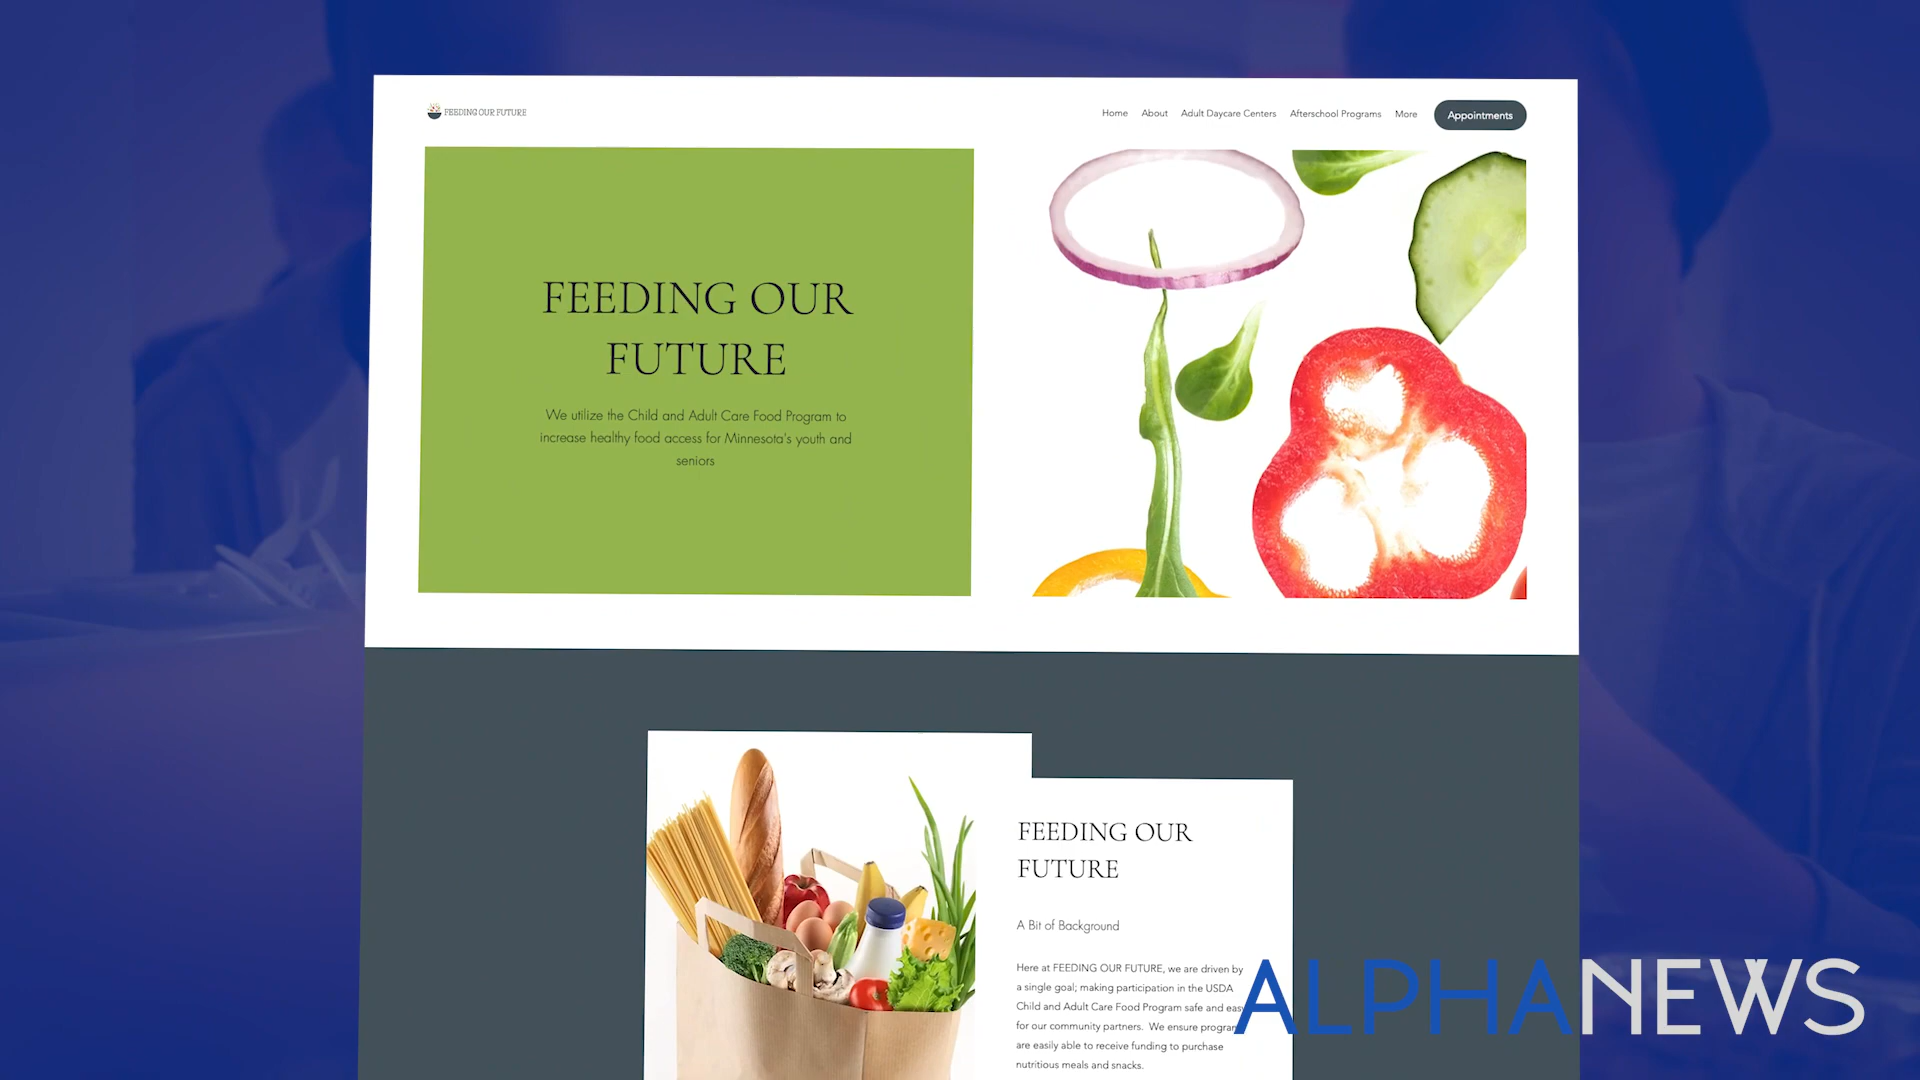 FEEDING OUR FUTURE
Home About Adult Daycare Centers Afterschool Programs More Appointments
FEEDING OUR
FUTURE
We utilize the Child and Adult Care Food Program to
increase healthy food access for Minnesota's youth and
seniors
FEEDING OUR
FUTURE
A Bit of Background
Here at FEEDING OUR FUTURE, we are driven by
a single goal; making participation in the USDA
Child and Adult Care Food Program safe and easy
for our community partners. We ensure program
are easily able to receive funding to purchase
nutritious meals and snacks.
ALPHANEWS